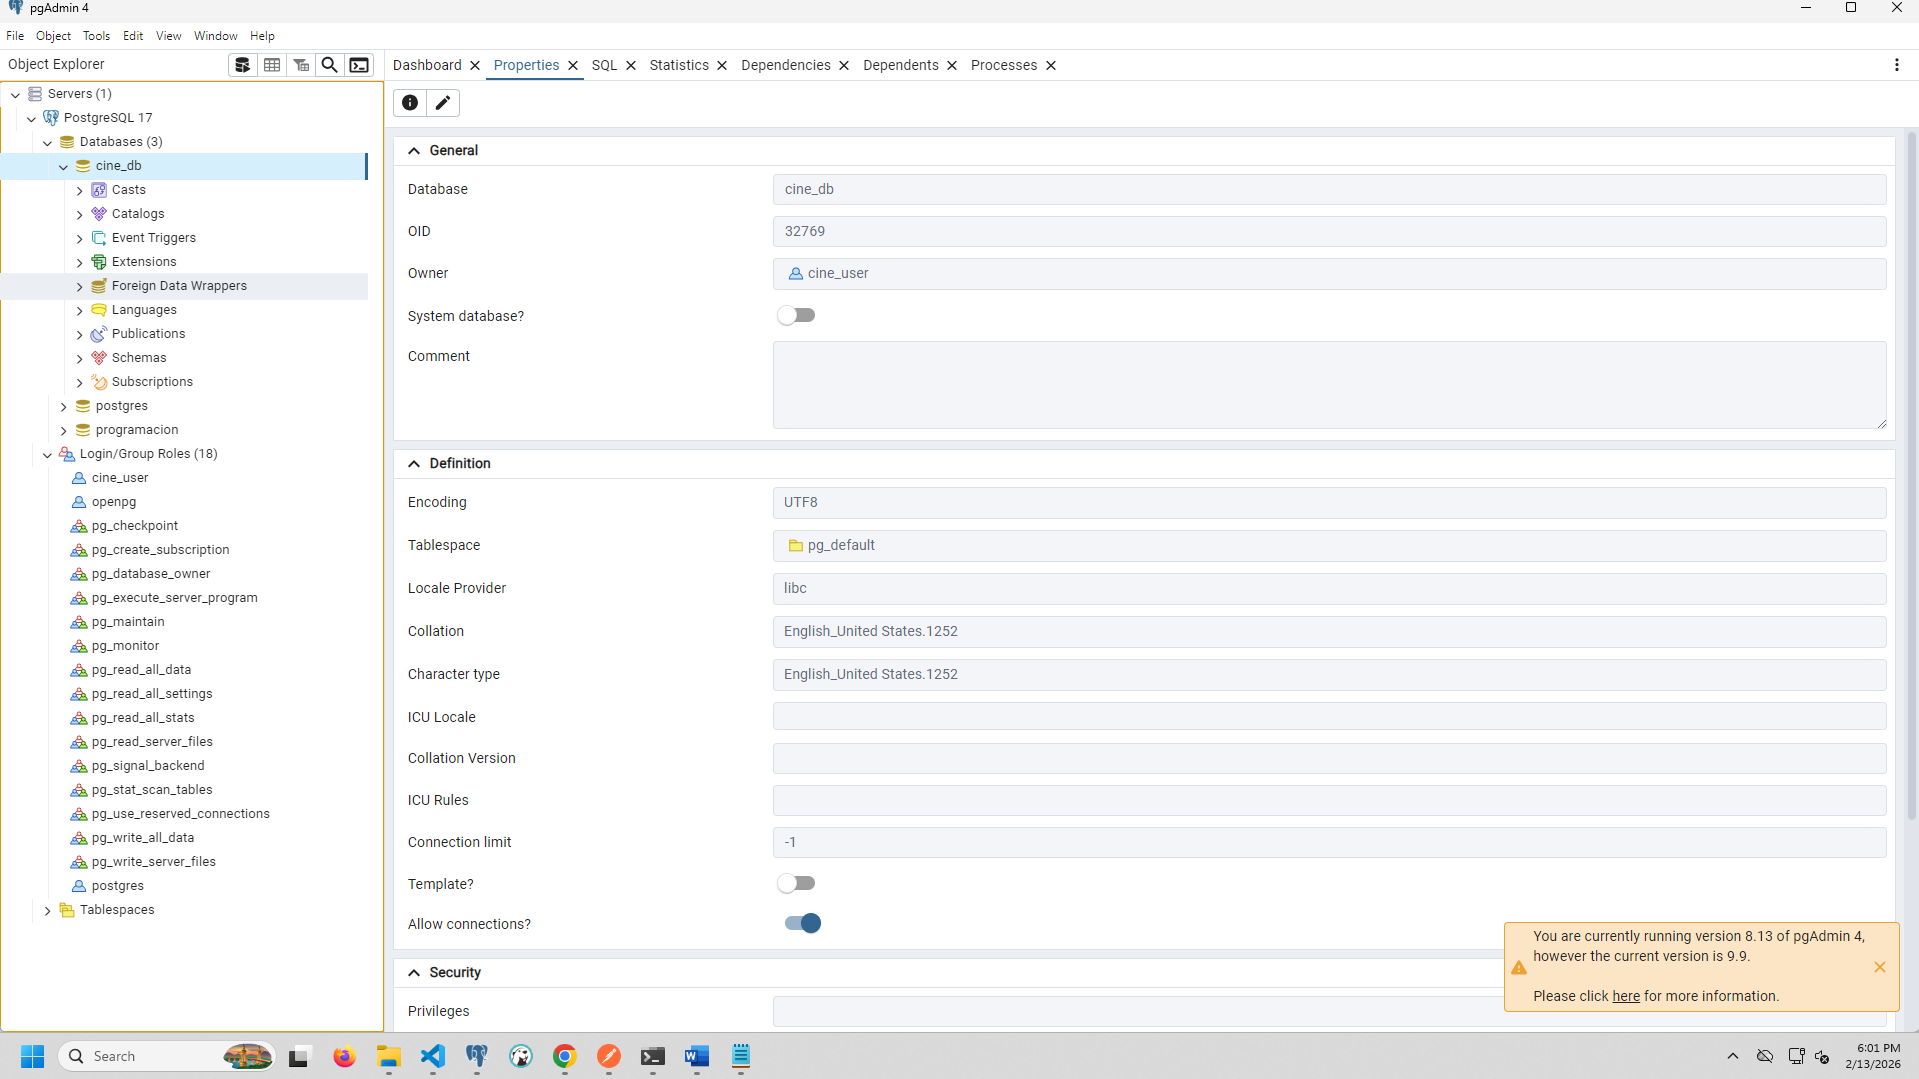 pgAdmin 4
File Object Tools Edit View Window Help
Object Explorer
Dashboard Properties SQL Statistics Dependencies Dependents Processes
Servers (1)
PostgreSQL 17
Databases (3)
cine_db
Casts
Catalogs
Event Triggers
Extensions
Foreign Data Wrappers
Languages
Publications
Schemas
Subscriptions
postgres
programacion
Login/Group Roles (18)
cine_user
openpg
pg_checkpoint
pg_create_subscription
pg_database_owner
pg_execute_server_program
pg_maintain
pg_monitor
pg_read_all_data
pg_read_all_settings
pg_read_all_stats
pg_read_server_files
pg_signal_backend
pg_stat_scan_tables
pg_use_reserved_connections
pg_write_all_data
pg_write_server_files
postgres
Tablespaces
General
Database cine_db
OID 32769
Owner cine_user
System database?
Comment
Definition
Encoding UTF8
Tablespace pg_default
Locale Provider libc
Collation English_United States.1252
Character type English_United States.1252
ICU Locale
Collation Version
ICU Rules
Connection limit -1
Template?
Allow connections?
Security
Privileges
You are currently running version 8.13 of pgAdmin 4,
however the current version is 9.9.
Please click here for more information.
Search
6:01 PM
2/13/2026